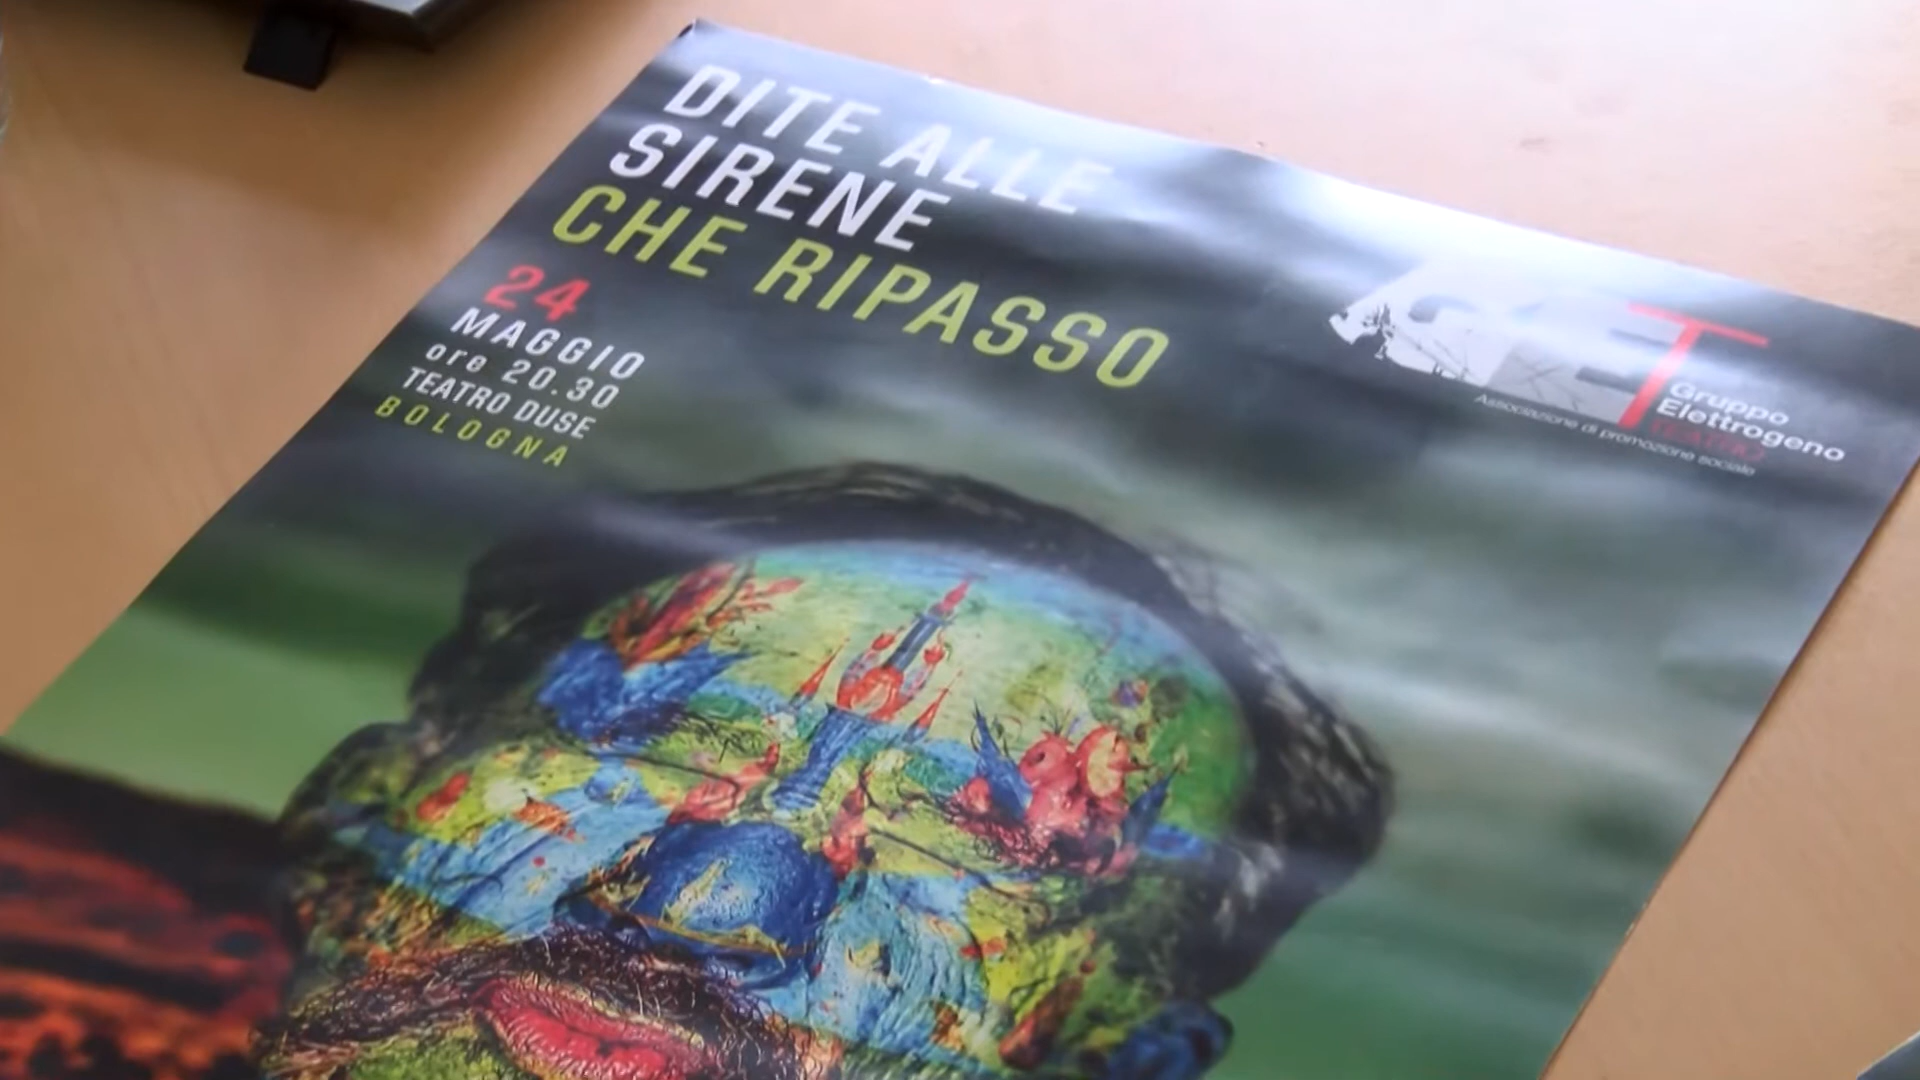 DITE ALLE
SIRENE
CHE RIPASSO
24
MAGGIO
ore 20.30
TEATRO DUSE
BOLOGNA
GET
Gruppo
Elettrogeno
TEATRO
Associazione di promozione sociale